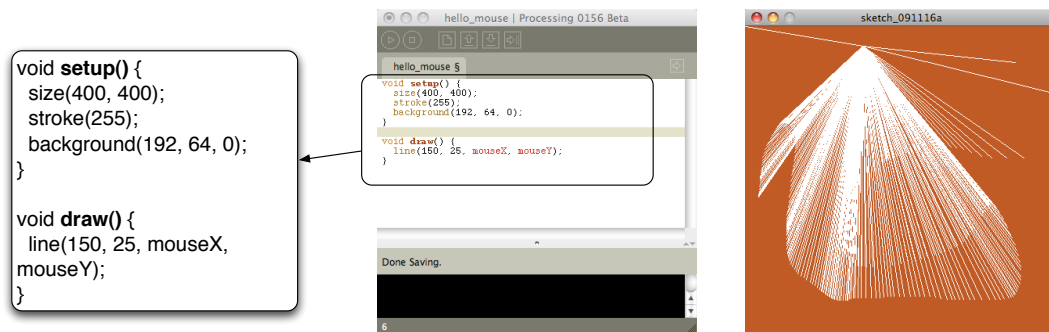 void setup() {
size(400, 400);
stroke(255);
background(192, 64, 0);
}
void draw() {
line(150, 25, mouseX,
mouseY);
}
hello_mouse | Processing 0156 Beta
hello_mouse §
void setup() {
size(400, 400);
stroke(255);
background(192, 64, 0);
}
void draw() {
line(150, 25, mouseX, mouseY);
}
Done Saving.
6
sketch_091116a